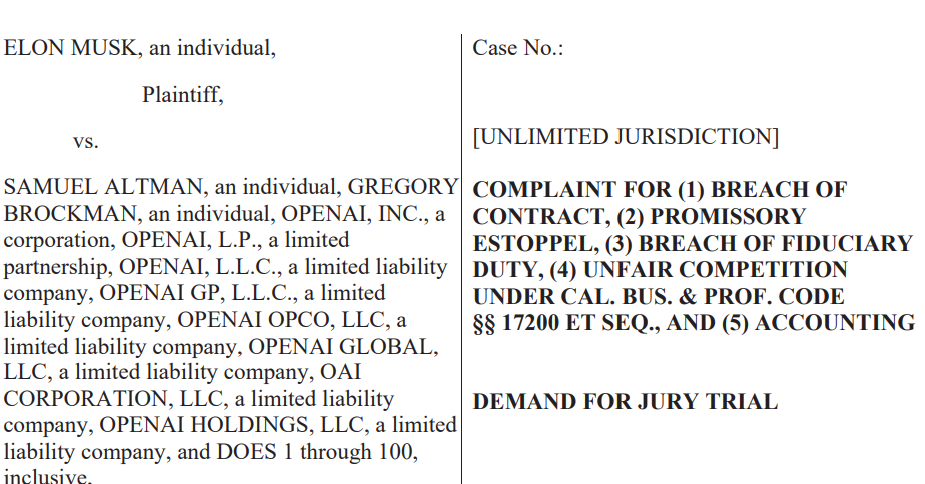 ELON MUSK, an individual,
Plaintiff,
vs.
SAMUEL ALTMAN, an individual, GREGORY
BROCKMAN, an individual, OPENAI, INC., a
corporation, OPENAI, L.P., a limited
partnership, OPENAI, L.L.C., a limited liability
company, OPENAI GP, L.L.C., a limited
liability company, OPENAI OPCO, LLC, a
limited liability company, OPENAI GLOBAL,
LLC, a limited liability company, OAI
CORPORATION, LLC, a limited liability
company, OPENAI HOLDINGS, LLC, a limited
liability company, and DOES 1 through 100,
inclusive,
Case No.:
[UNLIMITED JURISDICTION]
COMPLAINT FOR (1) BREACH OF
CONTRACT, (2) PROMISSORY
ESTOPPEL, (3) BREACH OF FIDUCIARY
DUTY, (4) UNFAIR COMPETITION
UNDER CAL. BUS. & PROF. CODE
§§ 17200 ET SEQ., AND (5) ACCOUNTING
DEMAND FOR JURY TRIAL